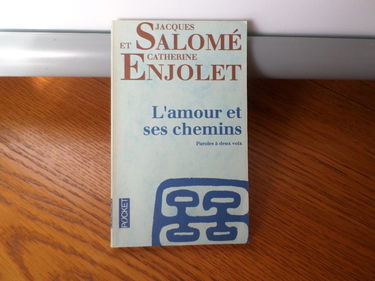 JACQUES
SALOMÉ
ET CATHERINE
ENJOLET
L'amour et
ses chemins
Paroles à deux voix
POCKET